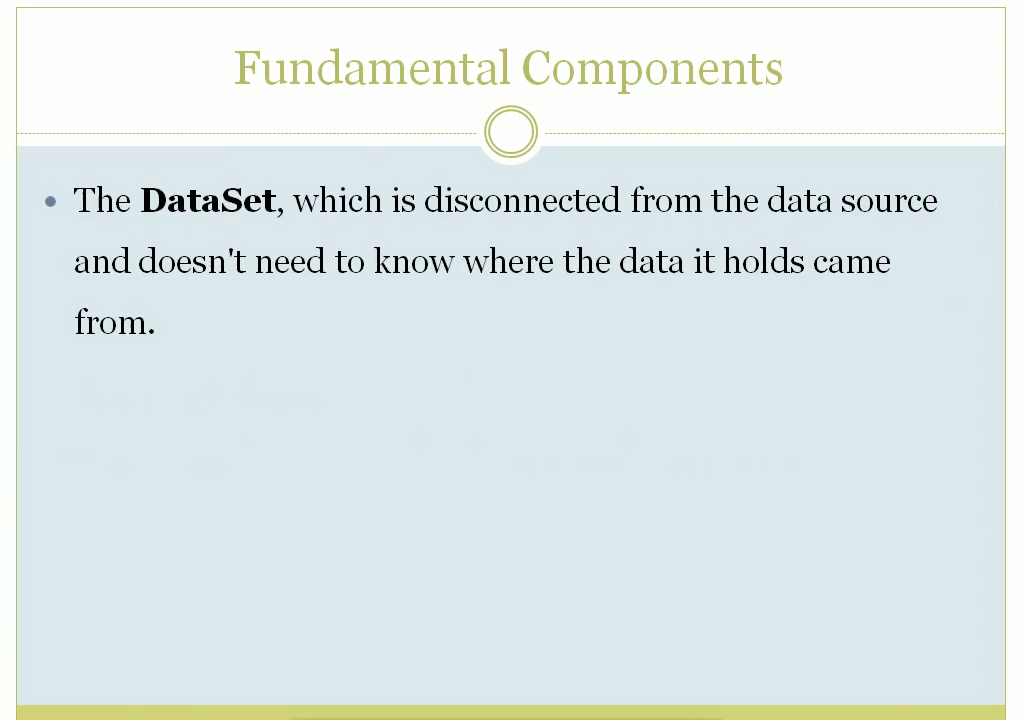 Fundamental Components
• The DataSet, which is disconnected from the data source
and doesn't need to know where the data it holds came
from.